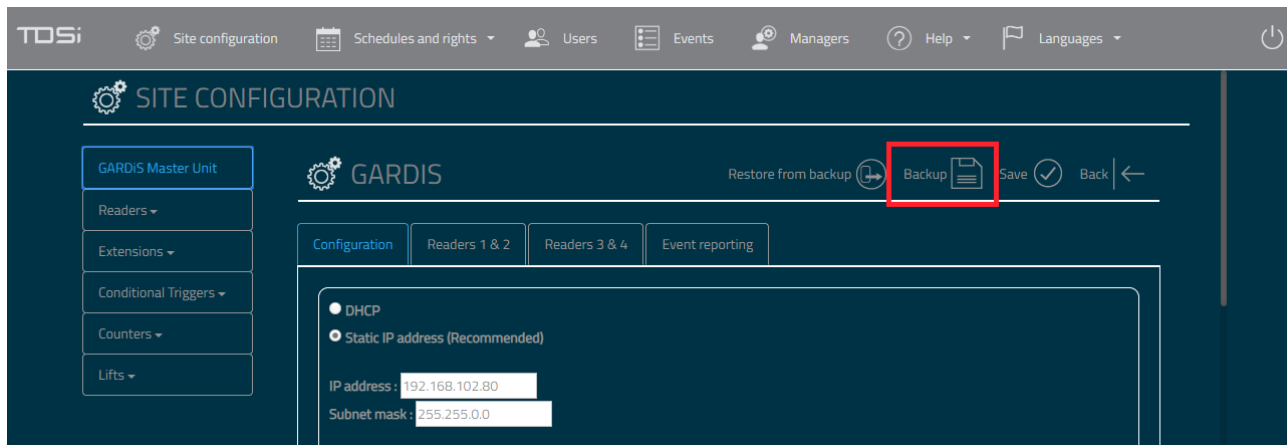 TDSi Site configuration Schedules and rights Users Events Managers Help Languages
SITE CONFIGURATION
GARDiS Master Unit
Readers
Extensions
Conditional Triggers
Counters
Lifts
GARDIS Restore from backup Backup Save Back
Configuration Readers 1 & 2 Readers 3 & 4 Event reporting
DHCP
Static IP address (Recommended)
IP address : 192.168.102.80
Subnet mask : 255.255.0.0